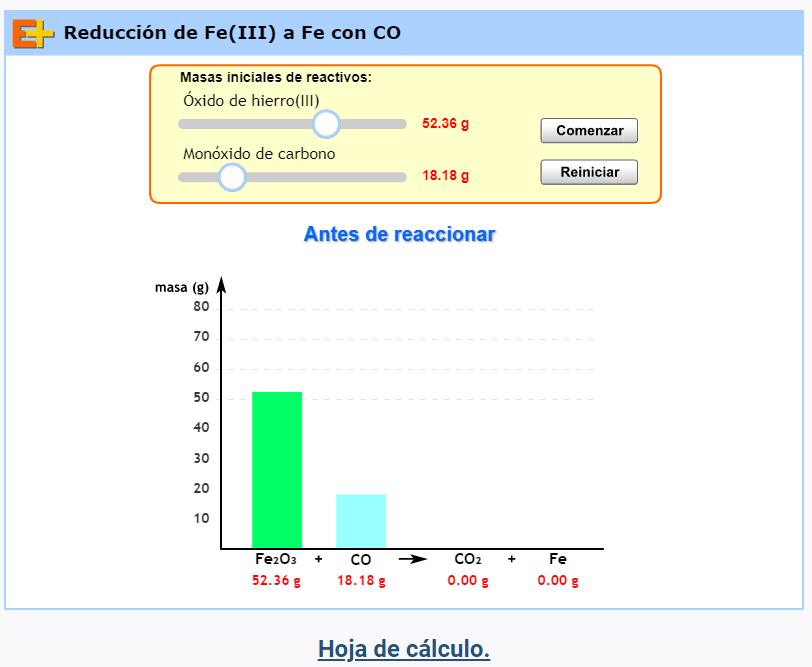 E+ Reducción de Fe(III) a Fe con CO
Masas iniciales de reactivos:
Óxido de hierro(III)
52.36 g
Comenzar
Monóxido de carbono
18.18 g
Reiniciar
Antes de reaccionar
masa (g)
80
70
60
50
40
30
20
10
Fe₂O₃ + CO → CO₂ + Fe
52.36 g 18.18 g 0.00 g 0.00 g
Hoja de cálculo.